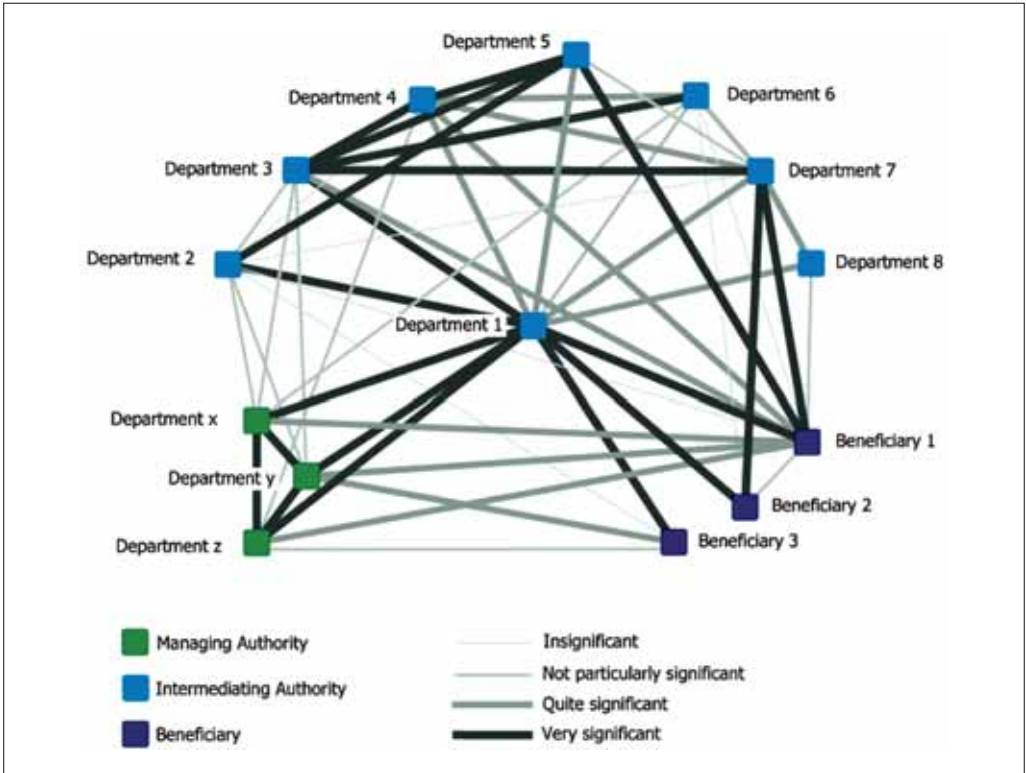 Department 5
Department 4
Department 6
Department 3
Department 7
Department 2
Department 8
Department 1
Department x
Beneficiary 1
Department y
Beneficiary 2
Department z
Beneficiary 3
Managing Authority
Insignificant
Intermediating Authority
Not particularly significant
Quite significant
Beneficiary
Very significant